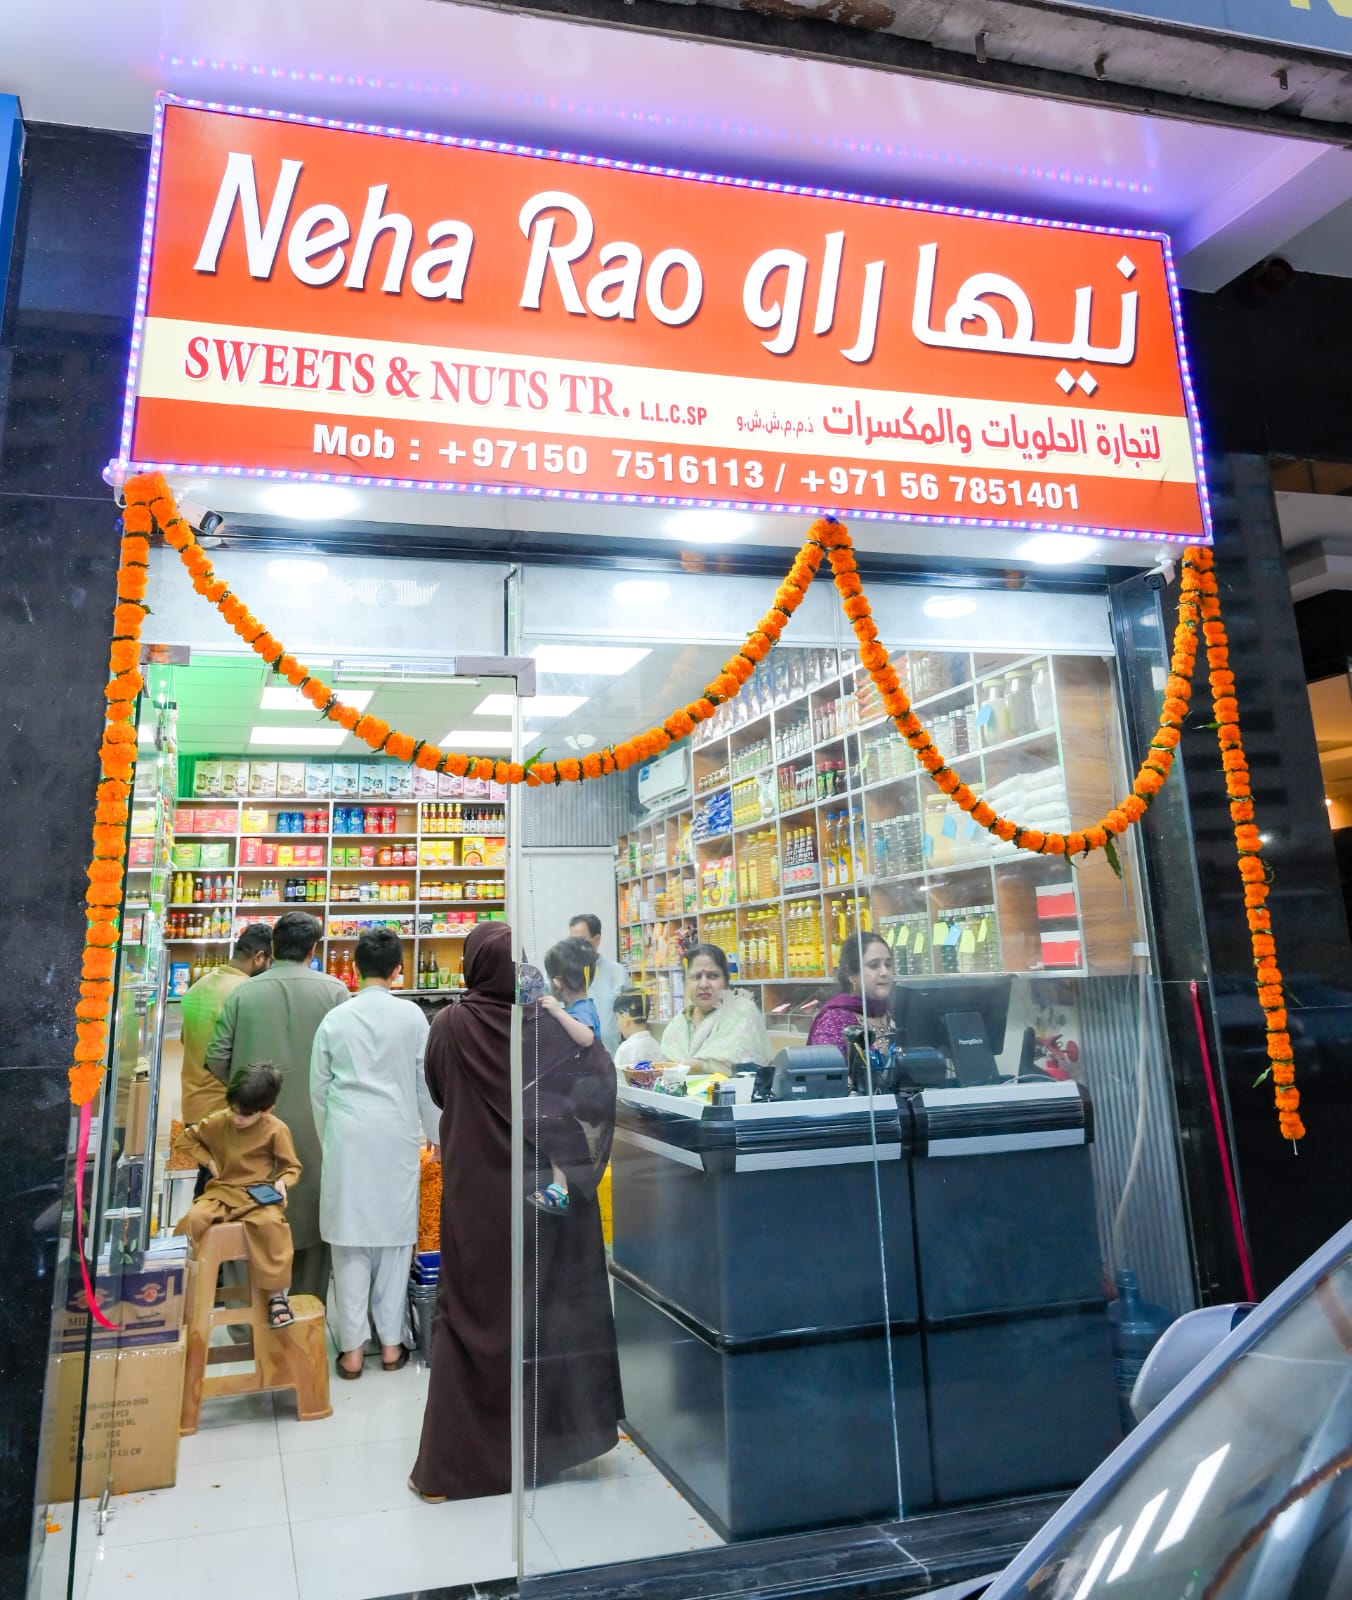 Neha Rao نيها راو
SWEETS & NUTS TR. L.L.C.SP لتجارة الحلويات والمكسرات ذ.م.م.ش.ش.و
Mob : +97150 7516113 / +971 56 7851401